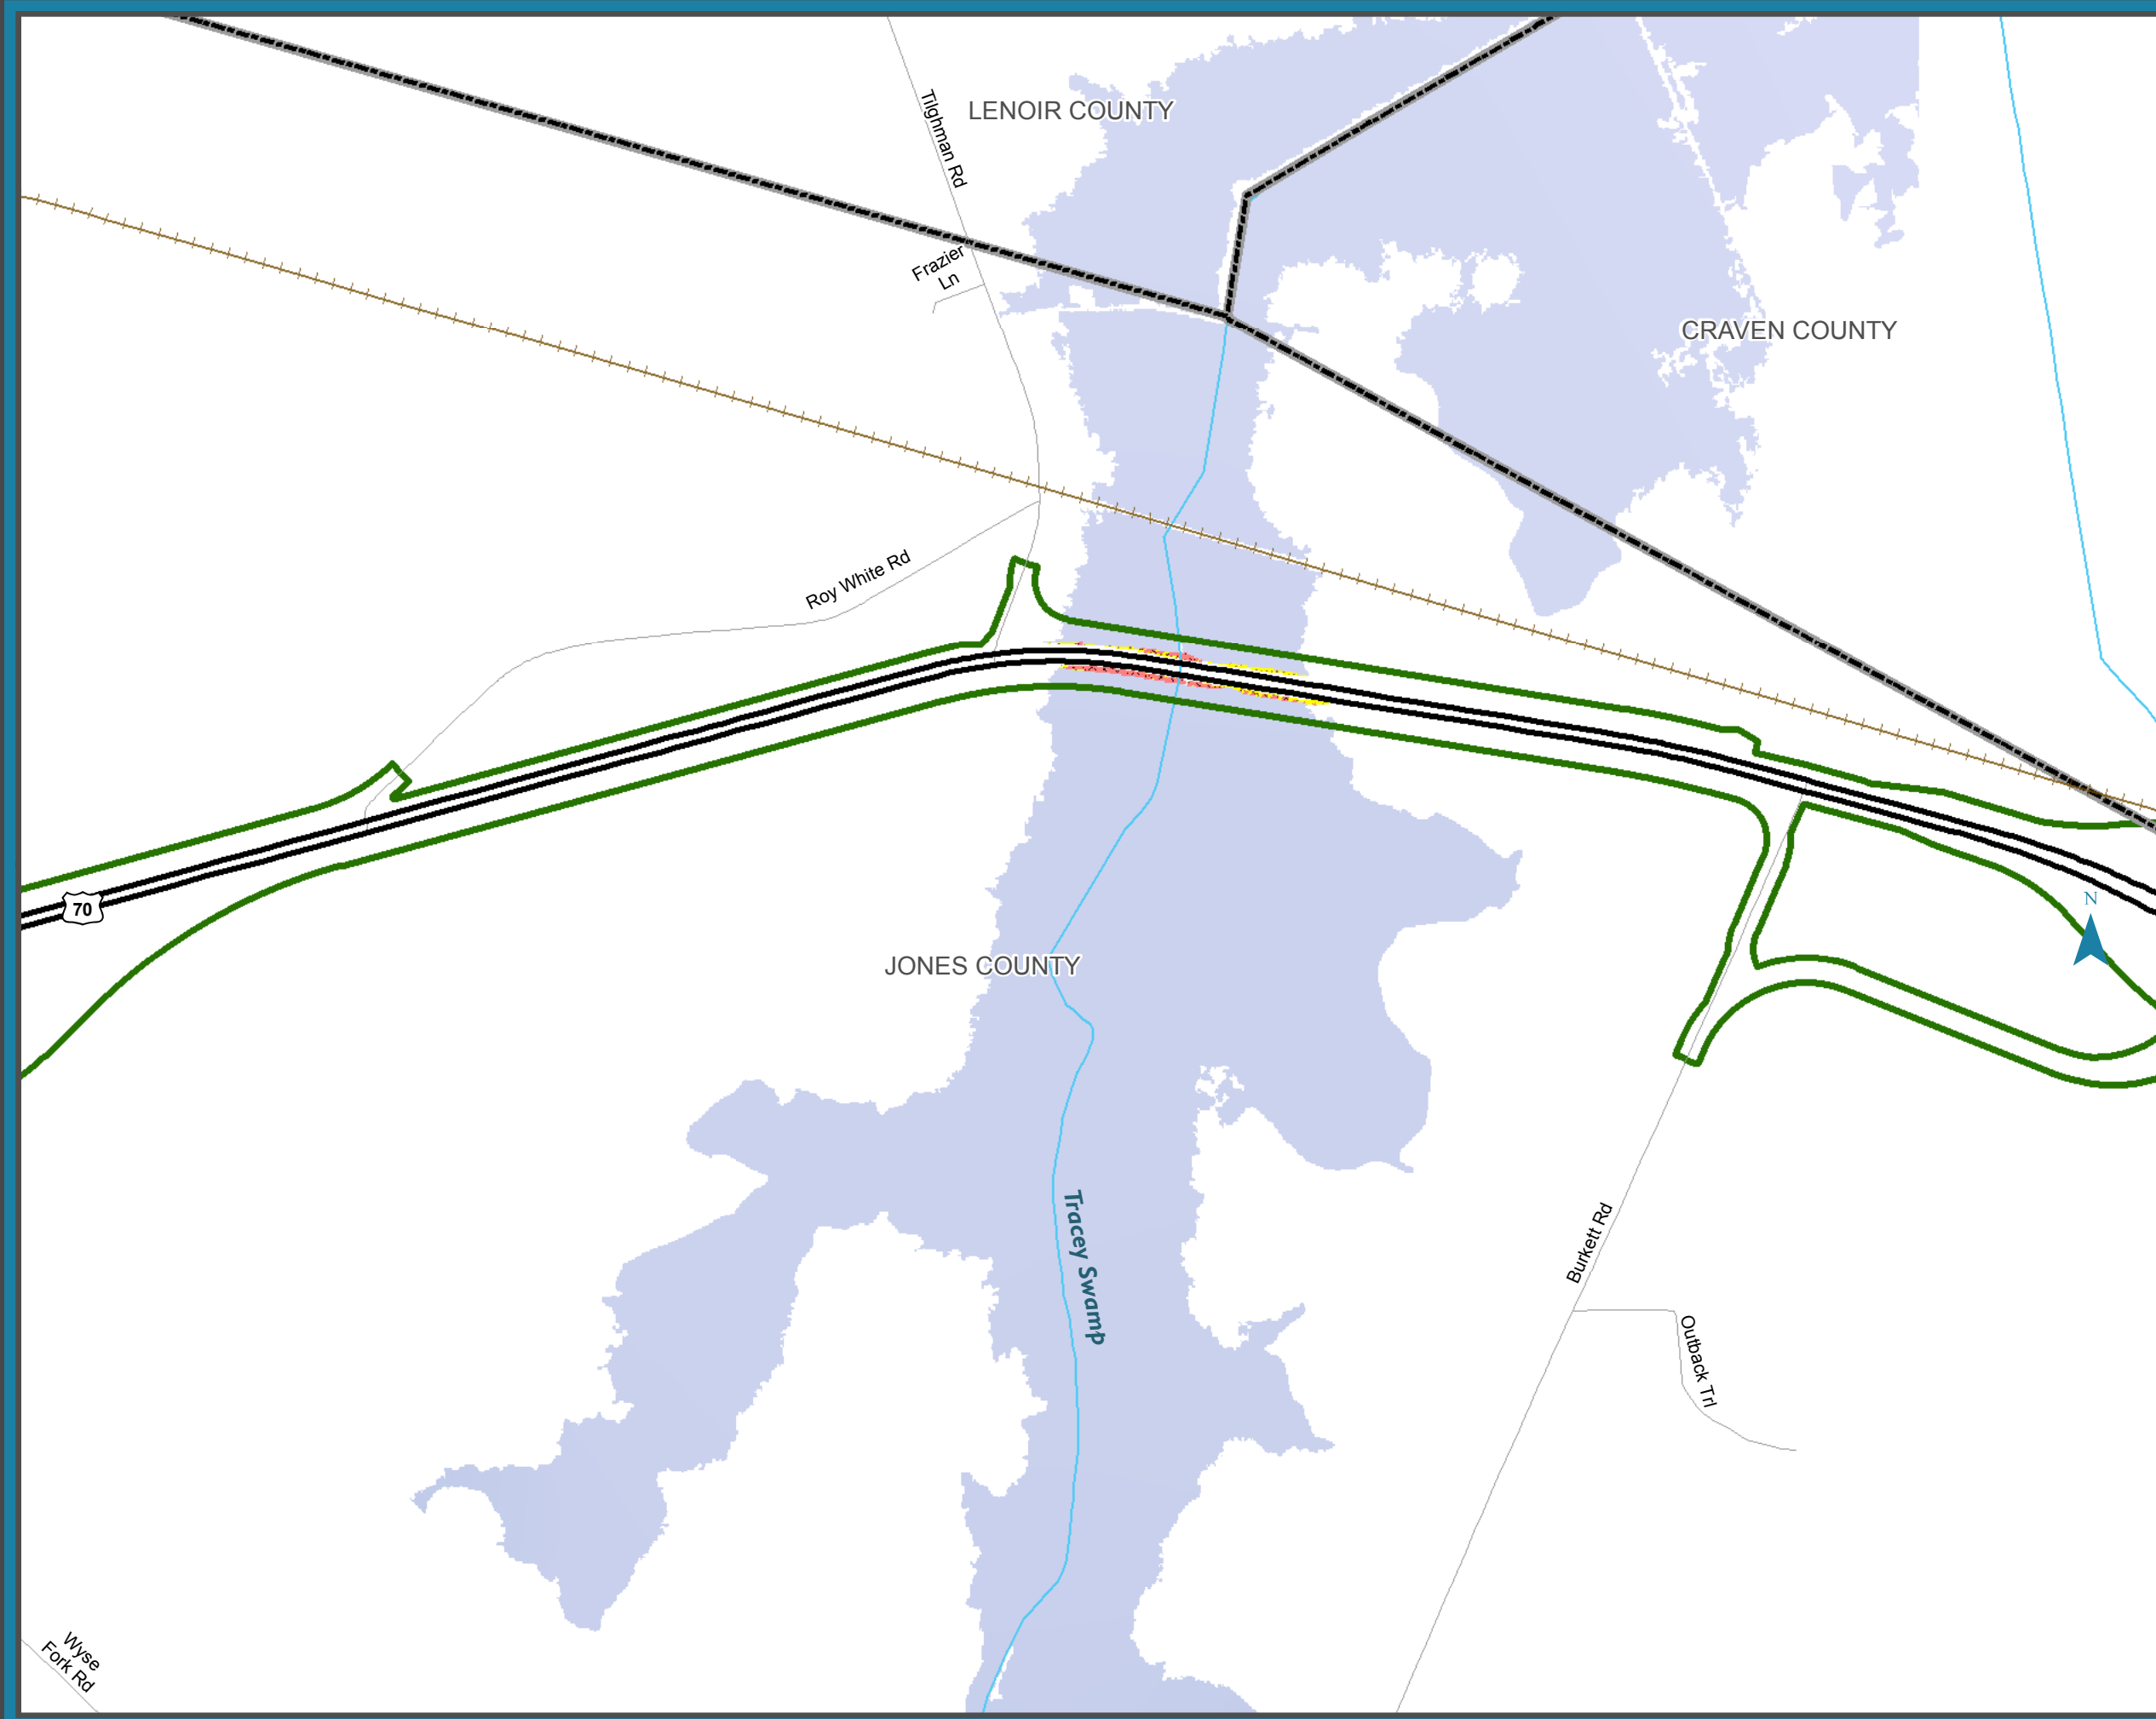 LENOIR COUNTY
Tilghman Rd
Frazier
Ln
CRAVEN COUNTY
Roy White Rd
70
N
JONES COUNTY
Tracey Swamp
Burkett Rd
Outback Trl
Wyse
Fork Rd